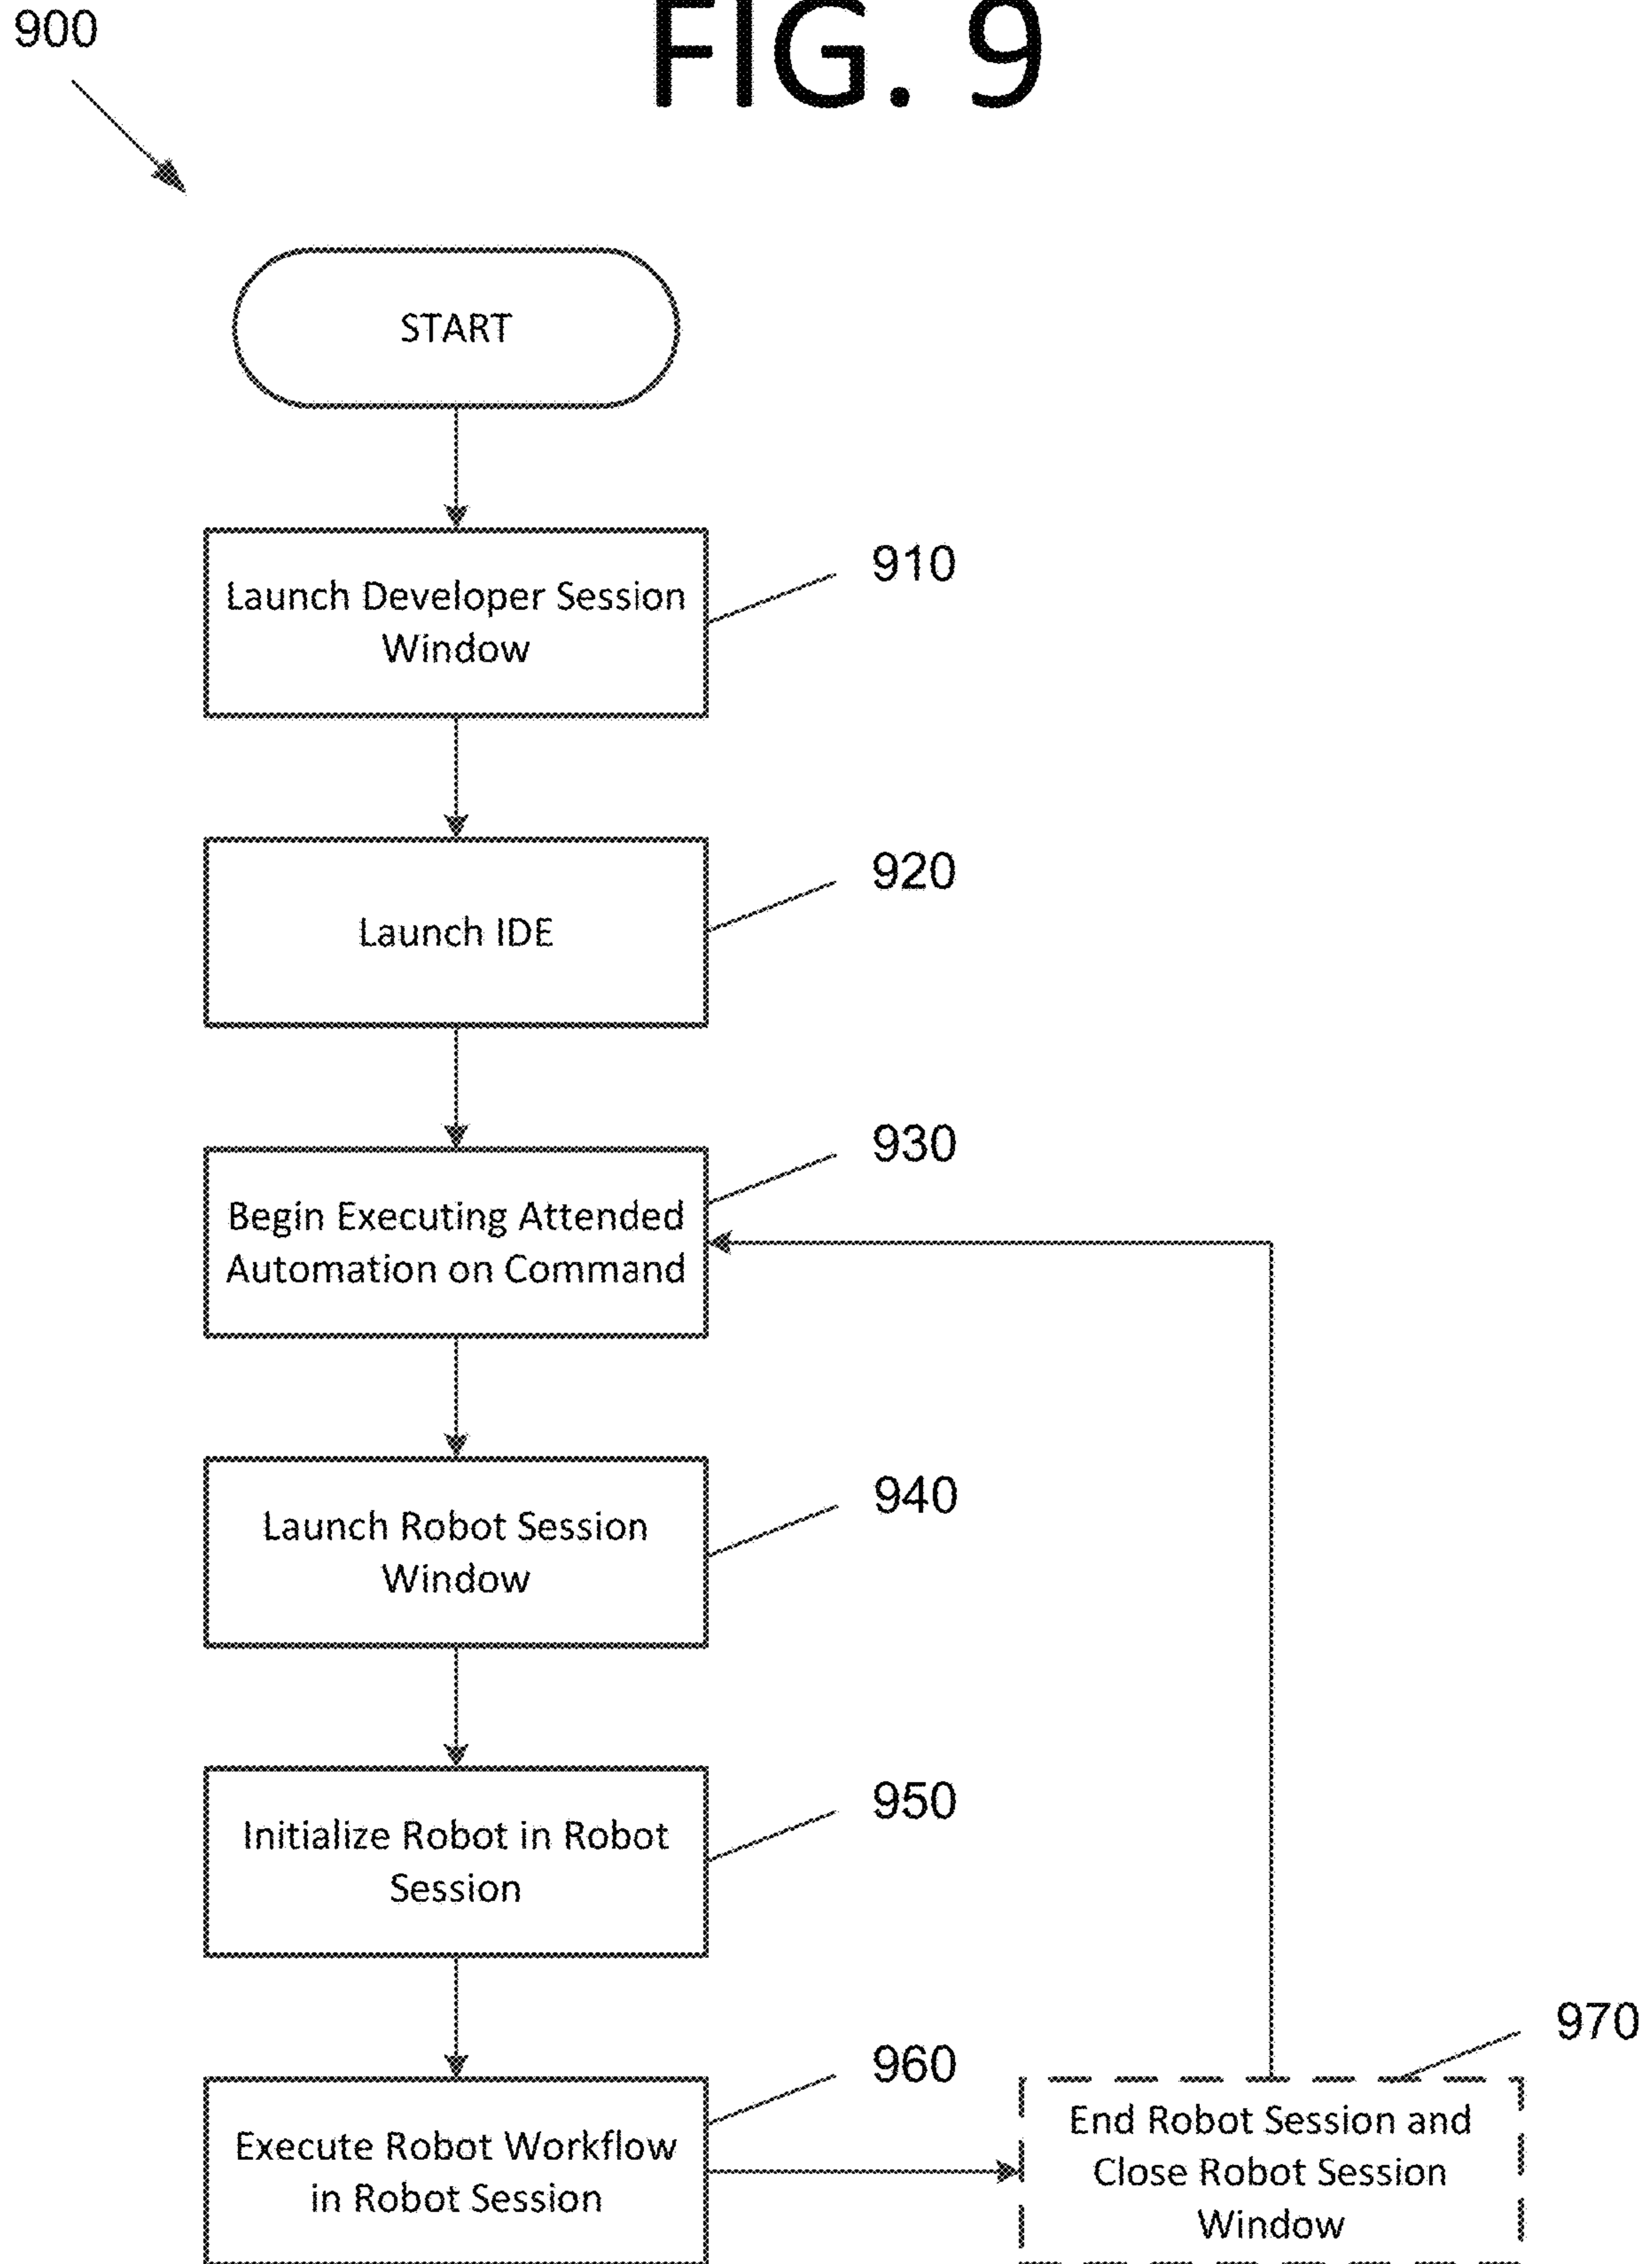 900
FIG. 9
START
Launch Developer Session
Window
910
Launch IDE
920
Begin Executing Attended
Automation on Command
930
Launch Robot Session
Window
940
Initialize Robot in Robot
Session
950
Execute Robot Workflow
in Robot Session
960
End Robot Session and
Close Robot Session
Window
970